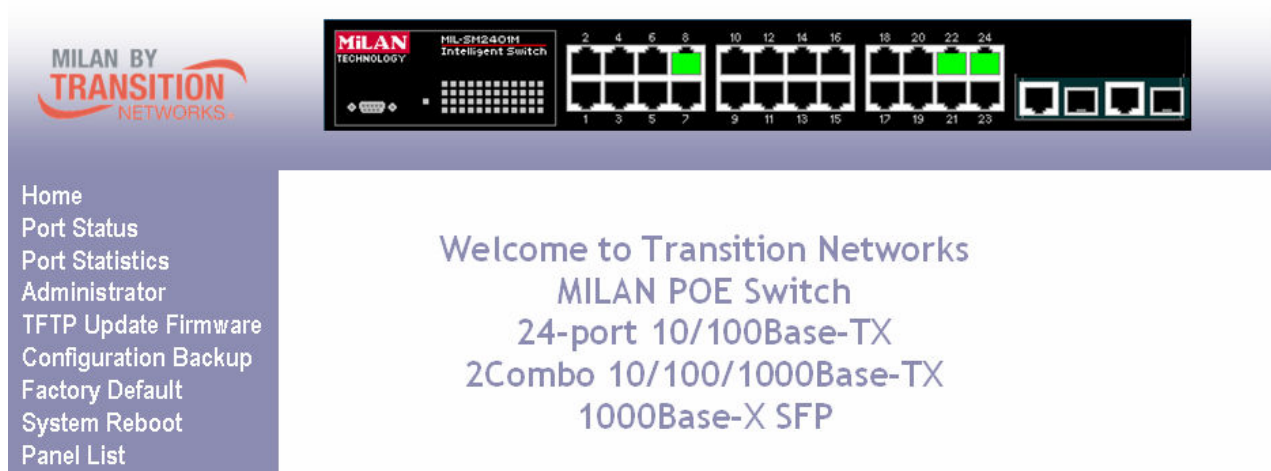 MILAN BY
TRANSITION
NETWORKS
MiLAN
TECHNOLOGY
MIL-SM2401M
Intelligent Switch
2 4 6 8 10 12 14 16 18 20 22 24
1 3 5 7 9 11 13 15 17 19 21 23
Home
Port Status
Port Statistics
Administrator
TFTP Update Firmware
Configuration Backup
Factory Default
System Reboot
Panel List
Welcome to Transition Networks
MILAN POE Switch
24-port 10/100Base-TX
2Combo 10/100/1000Base-TX
1000Base-X SFP